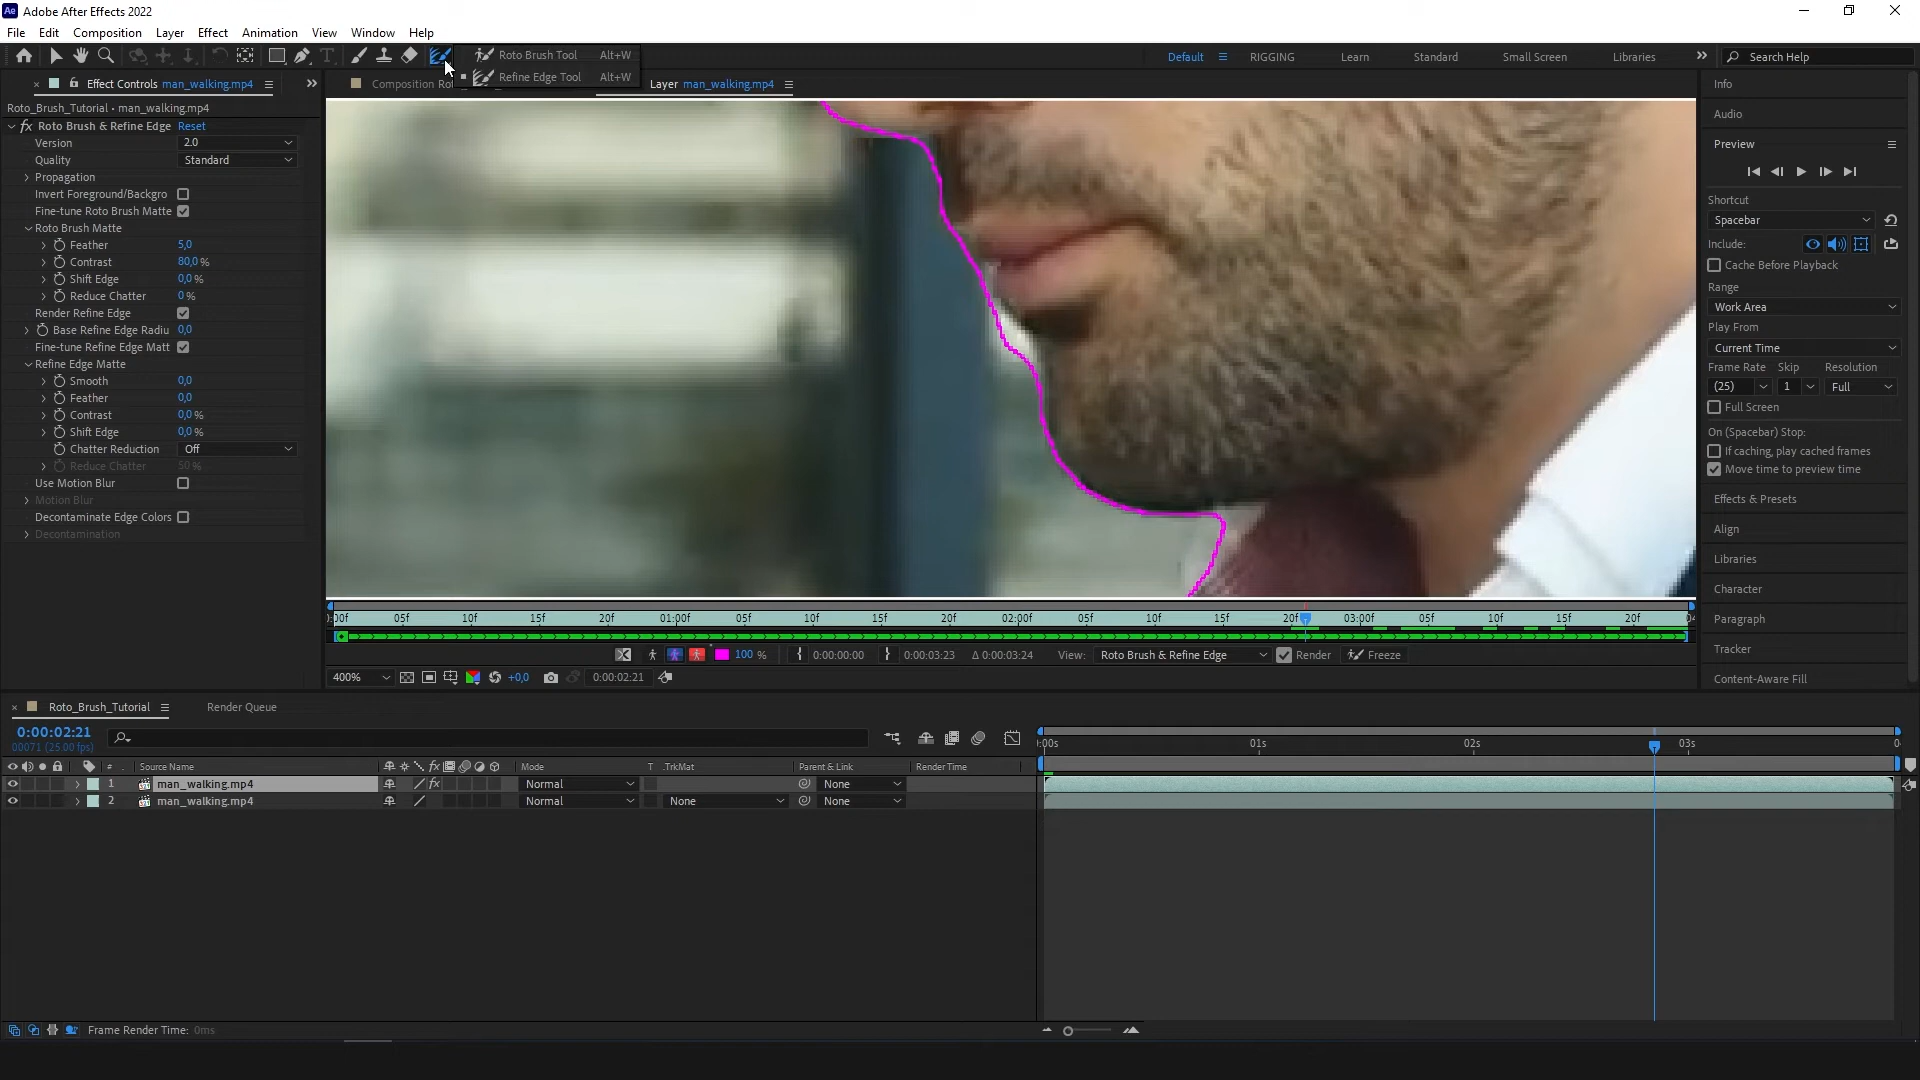 Adobe After Effects 2022
File Edit Composition Layer Effect Animation View Window Help
Roto Brush Tool Alt+W
Refine Edge Tool Alt+W
Default RIGGING Learn Standard Small Screen Libraries Search Help
Effect Controls man_walking.mp4
Composition Layer man_walking.mp4
Roto_Brush_Tutorial • man_walking.mp4
fx Roto Brush & Refine Edge Reset
Version 2.0
Quality Standard
Propagation
Invert Foreground/Backgro
Fine-tune Roto Brush Matte
Roto Brush Matte
Feather 5,0
Contrast 80,0 %
Shift Edge 0,0 %
Reduce Chatter 0 %
Render Refine Edge
Base Refine Edge Radiu 0,0
Fine-tune Refine Edge Matt
Refine Edge Matte
Smooth 0,0
Feather 0,0
Contrast 0,0 %
Shift Edge 0,0 %
Chatter Reduction Off
Reduce Chatter 50 %
Use Motion Blur
Motion Blur
Decontaminate Edge Colors
Decontamination
Info
Audio
Preview
Shortcut
Spacebar
Include:
Cache Before Playback
Range
Work Area
Play From
Current Time
Frame Rate Skip Resolution
(25) 1 Full
Full Screen
On (Spacebar) Stop:
If caching, play cached frames
Move time to preview time
Effects & Presets
Align
Libraries
Character
Paragraph
Tracker
Content-Aware Fill
:00f 05f 10f 15f 20f 01:00f 05f 10f 15f 20f 02:00f 05f 10f 15f 20f 03:00f 05f 10f 15f 20f 04
100 % 0:00:00:00 0:00:03:23 Δ 0:00:03:24 View: Roto Brush & Refine Edge Render Freeze
400% +0,0 0:00:02:21
Roto_Brush_Tutorial Render Queue
0:00:02:21
00071 (25.00 fps)
:00s 01s 02s 03s 0
# Source Name fx Mode T .TrkMat Parent & Link Render Time
1 man_walking.mp4 fx Normal None
2 man_walking.mp4 Normal None None
Frame Render Time: 0ms